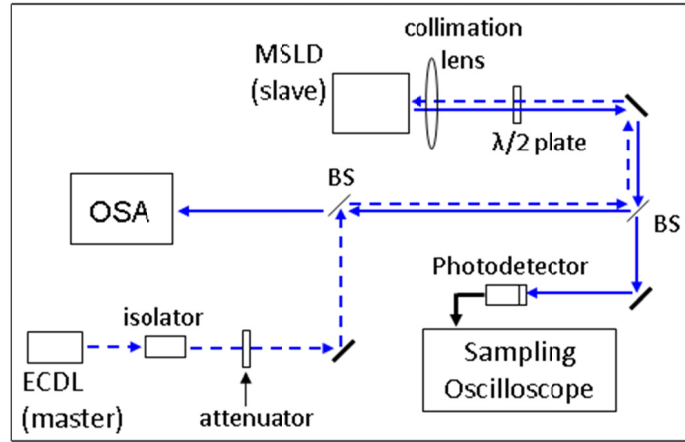 collimation
lens
MSLD
(slave)
λ/2 plate
BS
OSA
BS
Photodetector
isolator
Sampling
Oscilloscope
ECDL
(master)
attenuator